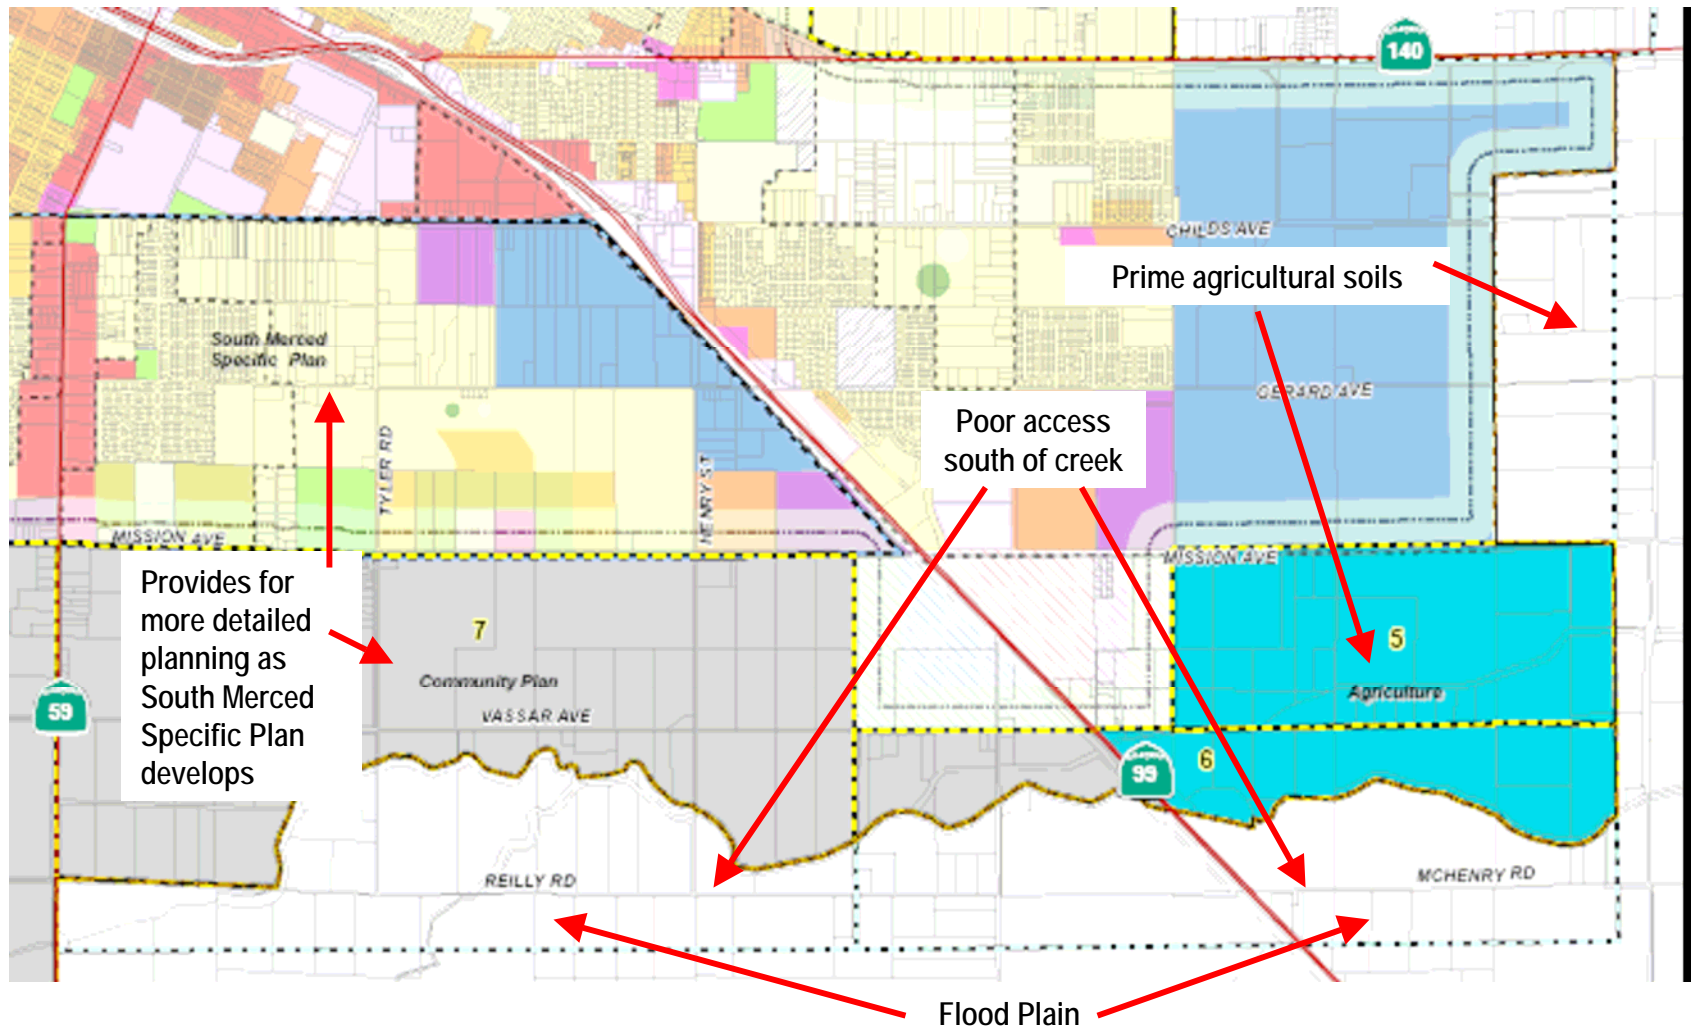 140
CHILDS AVE
Prime agricultural soils
South Merced
Specific Plan
GERARD AVE
Poor access
south of creek
TYLER RD
HENRY ST
MISSION AVE
MISSION AVE
Provides for
more detailed
planning as
South Merced
Specific Plan
develops
7
5
Community Plan
Agriculture
59
VASSAR AVE
6
99
REILLY RD
MCHENRY RD
Flood Plain